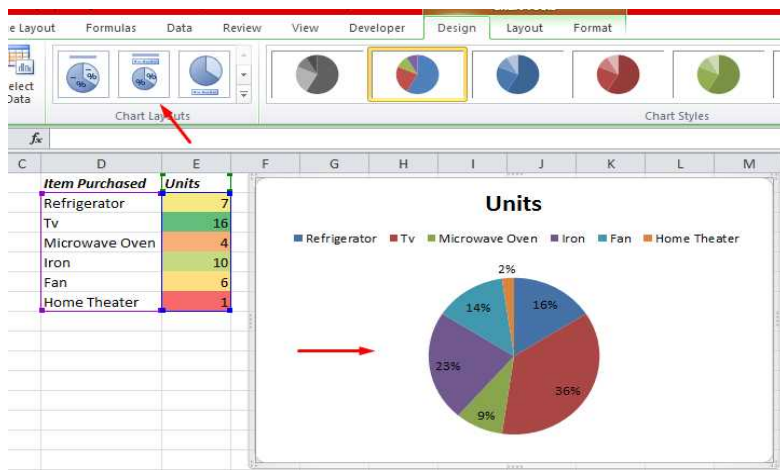 e Layout Formulas Data Review View Developer Design Layout Format
elect
Data
% % % %
Chart Layouts Chart Styles
fx
C D E F G H I J K L M
Item Purchased Units
Refrigerator 7
Tv 16
Microwave Oven 4
Iron 10
Fan 6
Home Theater 1
Units
Refrigerator Tv Microwave Oven Iron Fan Home Theater
2%
14% 16%
23%
36%
9%